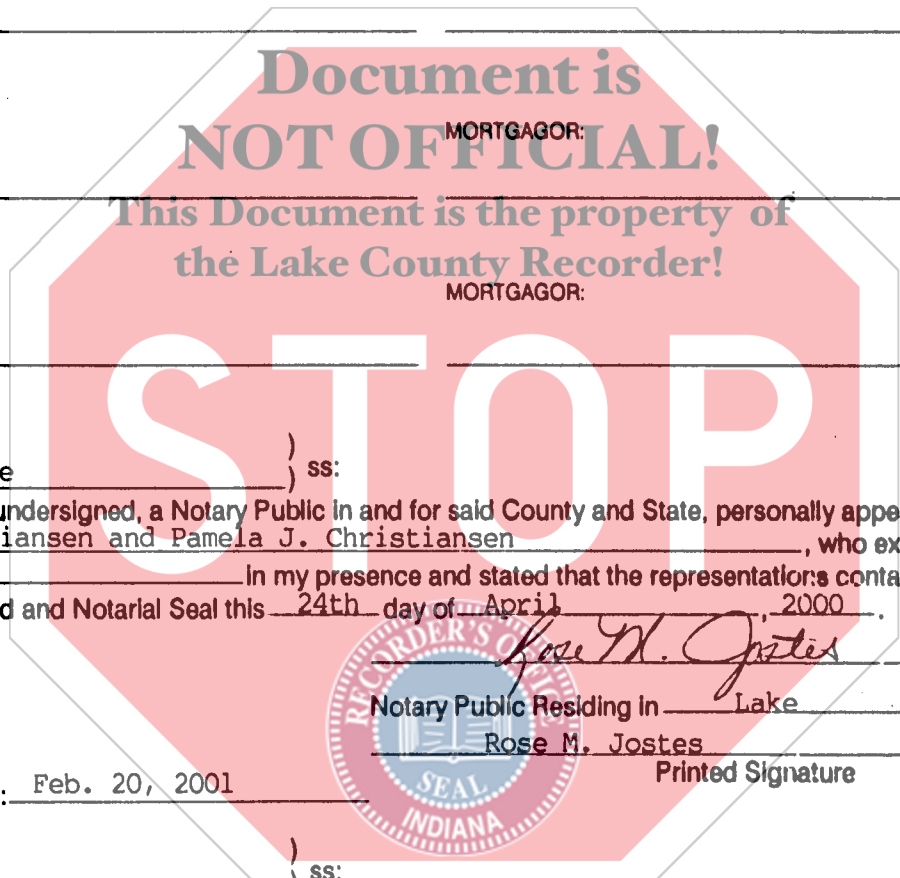 Document is
NOT OFFICIAL!
MORTGAGOR:
This Document is the property of
the Lake County Recorder!
MORTGAGOR:
STOP
)
e ) ss:
undersigned, a Notary Public in and for said County and State, personally appe
iansen and Pamela J. Christiansen , who ex
in my presence and stated that the representations conta
d and Notarial Seal this 24th day of April , 2000 .
Rose M. Jostes
RECORDER'S OFFICE
Notary Public Residing in Lake
Rose M. Jostes
Printed Signature
SEAL
INDIANA
: Feb. 20, 2001
)
ss: